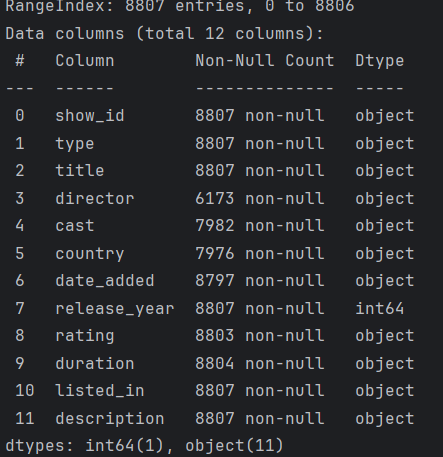 RangeIndex: 8807 entries, 0 to 8806
Data columns (total 12 columns):
 #   Column        Non-Null Count  Dtype
---  ------        --------------  -----
 0   show_id       8807 non-null   object
 1   type          8807 non-null   object
 2   title         8807 non-null   object
 3   director      6173 non-null   object
 4   cast          7982 non-null   object
 5   country       7976 non-null   object
 6   date_added    8797 non-null   object
 7   release_year  8807 non-null   int64
 8   rating        8803 non-null   object
 9   duration      8804 non-null   object
 10  listed_in     8807 non-null   object
 11  description   8807 non-null   object
dtypes: int64(1), object(11)